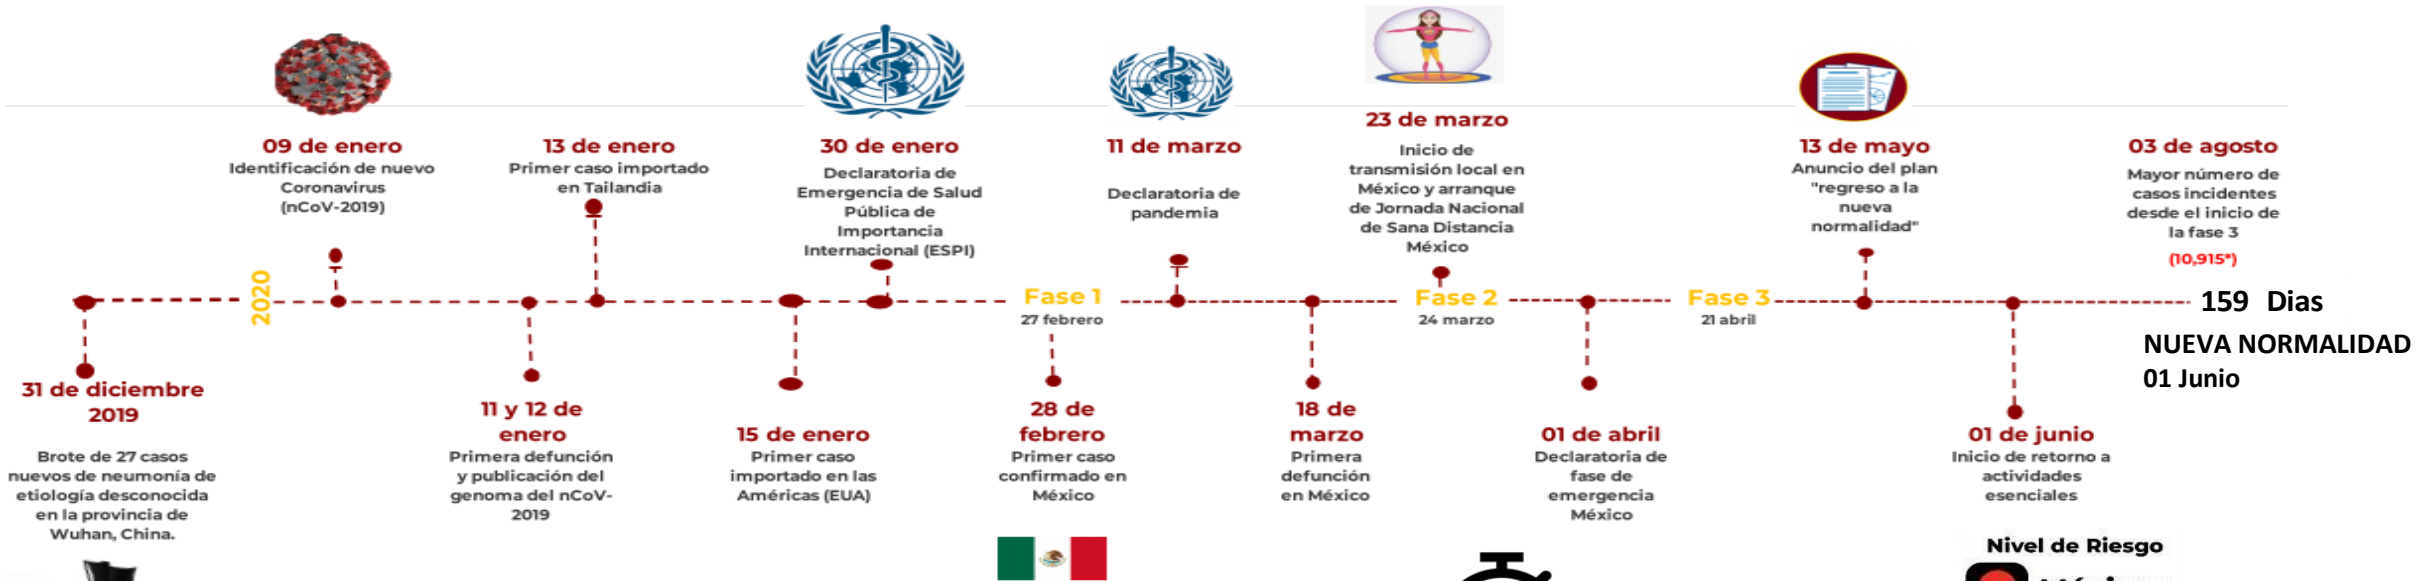 09 de enero
Identificación de nuevo
Coronavirus
(nCoV-2019)
13 de enero
Primer caso importado
en Tailandia
30 de enero
Declaratoria de
Emergencia de Salud
Pública de
Importancia
Internacional (ESPI)
11 de marzo
Declaratoria de
pandemia
23 de marzo
Inicio de
transmisión local en
México y arranque
de Jornada Nacional
de Sana Distancia
México
13 de mayo
Anuncio del plan
"regreso a la
nueva
normalidad"
03 de agosto
Mayor número de
casos incidentes
desde el inicio de
la fase 3
(10,915*)
2020
Fase 1
27 febrero
Fase 2
24 marzo
Fase 3
21 abril
159 Dias
NUEVA NORMALIDAD
01 Junio
31 de diciembre
2019
Brote de 27 casos
nuevos de neumonía de
etiología desconocida
en la provincia de
Wuhan, China.
11 y 12 de
enero
Primera defunción
y publicación del
genoma del nCoV-
2019
15 de enero
Primer caso
importado en las
Américas (EUA)
28 de
febrero
Primer caso
confirmado en
México
18 de
marzo
Primera
defunción
en México
01 de abril
Declaratoria de
fase de
emergencia
México
01 de junio
Inicio de retorno a
actividades
esenciales
Nivel de Riesgo